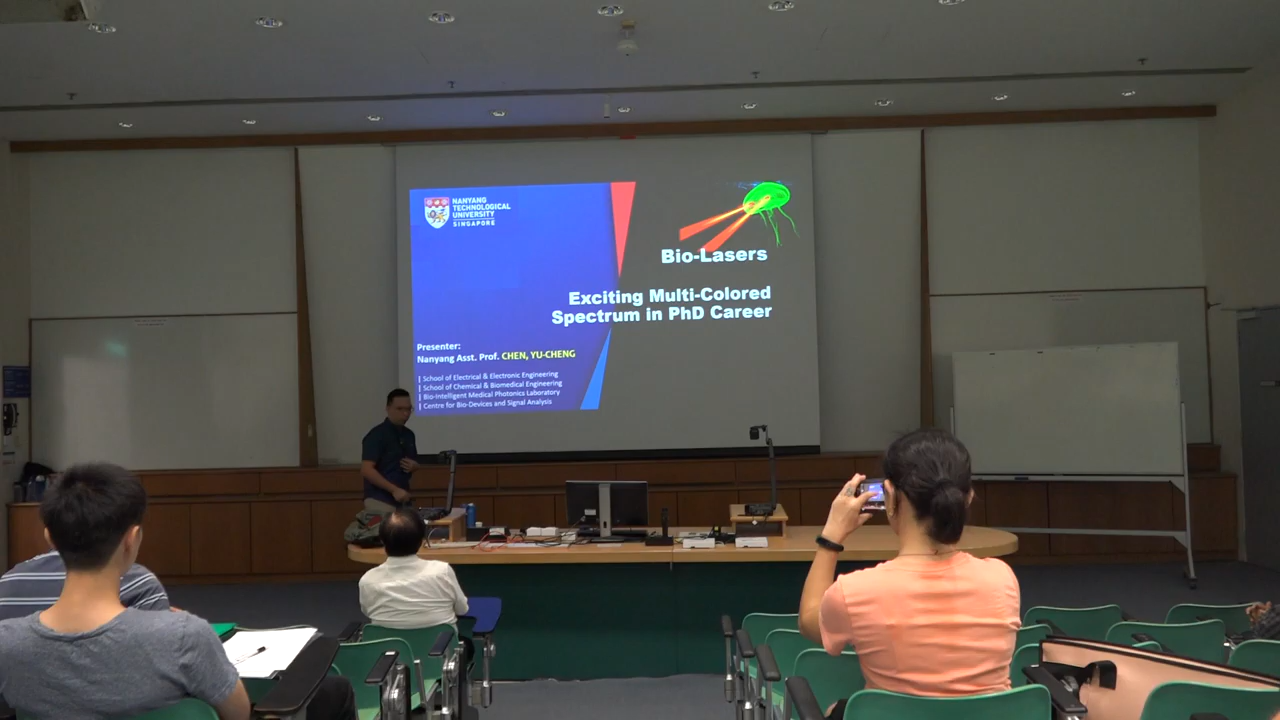 NANYANG
TECHNOLOGICAL
UNIVERSITY
SINGAPORE
Bio-Lasers
Exciting Multi-Colored
Spectrum in PhD Career
Presenter:
Nanyang Asst. Prof. CHEN, YU-CHENG
| School of Electrical & Electronic Engineering
| School of Chemical & Biomedical Engineering
| Bio-Intelligent Medical Photonics Laboratory
| Centre for Bio-Devices and Signal Analysis